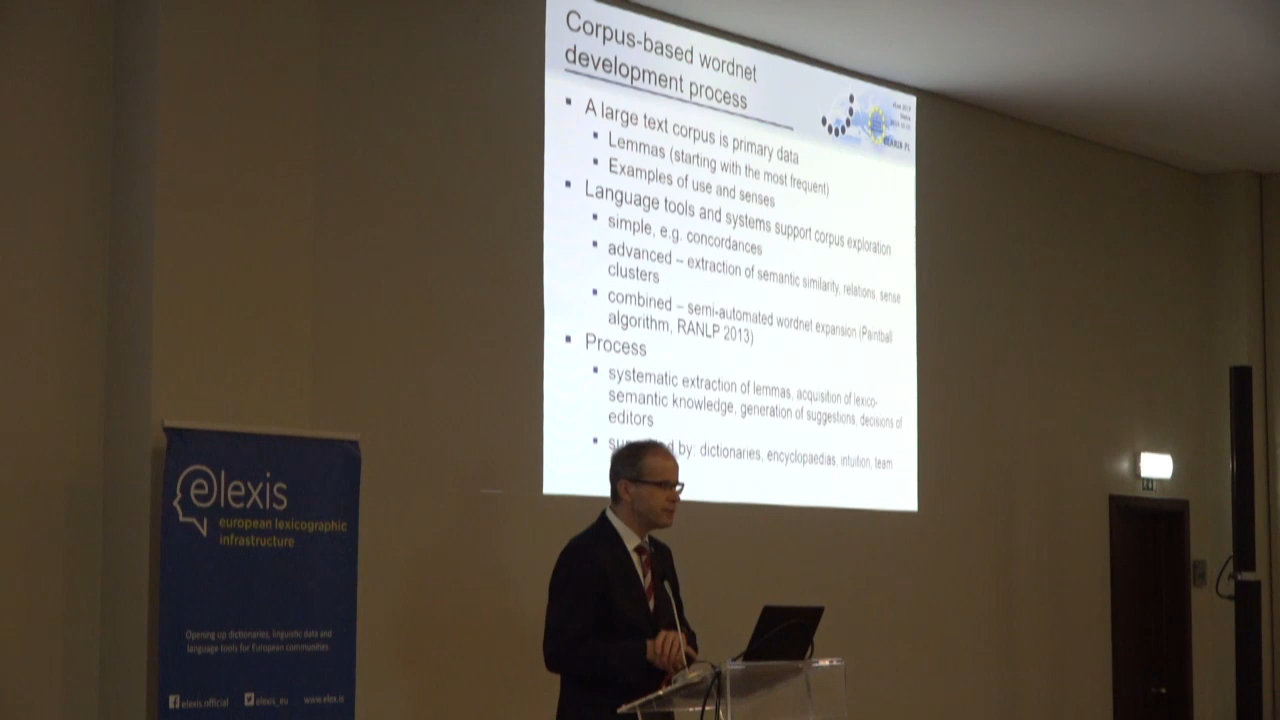 Corpus-based wordnet
development process
▪ A large text corpus is primary data
▪ Lemmas (starting with the most frequent)
▪ Examples of use and senses
▪ Language tools and systems support corpus exploration
▪ simple, e.g. concordances
▪ advanced – extraction of semantic similarity, relations, sense
clusters
▪ combined – semi-automated wordnet expansion (Paintball
algorithm, RANLP 2013)
▪ Process
▪ systematic extraction of lemmas, acquisition of lexico-
semantic knowledge, generation of suggestions, decisions of
editors
▪ by: dictionaries, encyclopaedias, intuition, team
elexis
european lexicographic
infrastructure
Opening up dictionaries, linguistic data and
language tools for European communities.
elexis.official elexis_eu www.elex.is